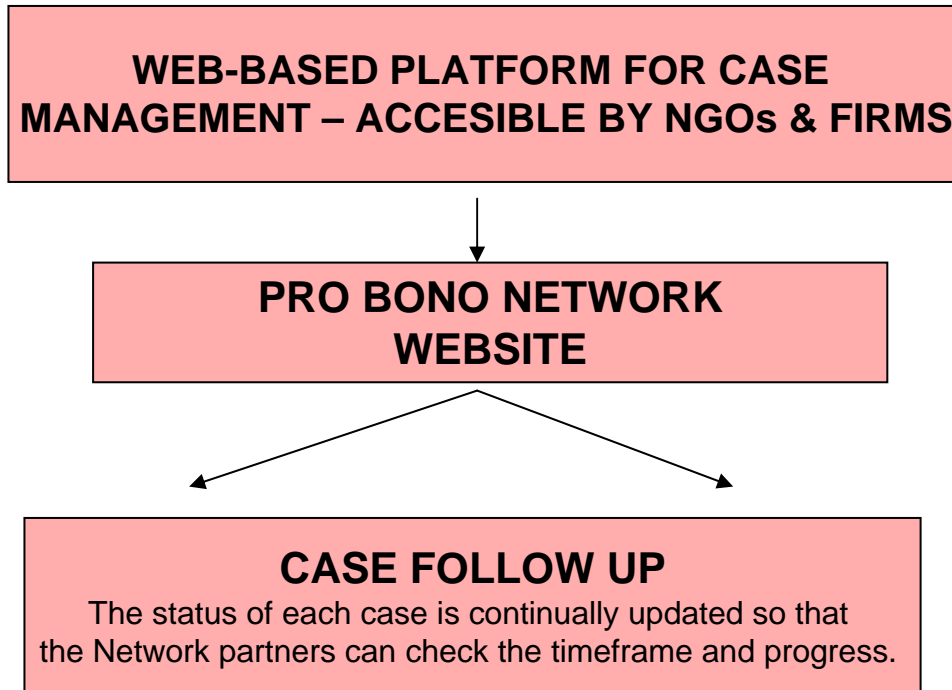 WEB-BASED PLATFORM FOR CASE
MANAGEMENT – ACCESIBLE BY NGOs & FIRMS
PRO BONO NETWORK
WEBSITE
CASE FOLLOW UP
The status of each case is continually updated so that
the Network partners can check the timeframe and progress.